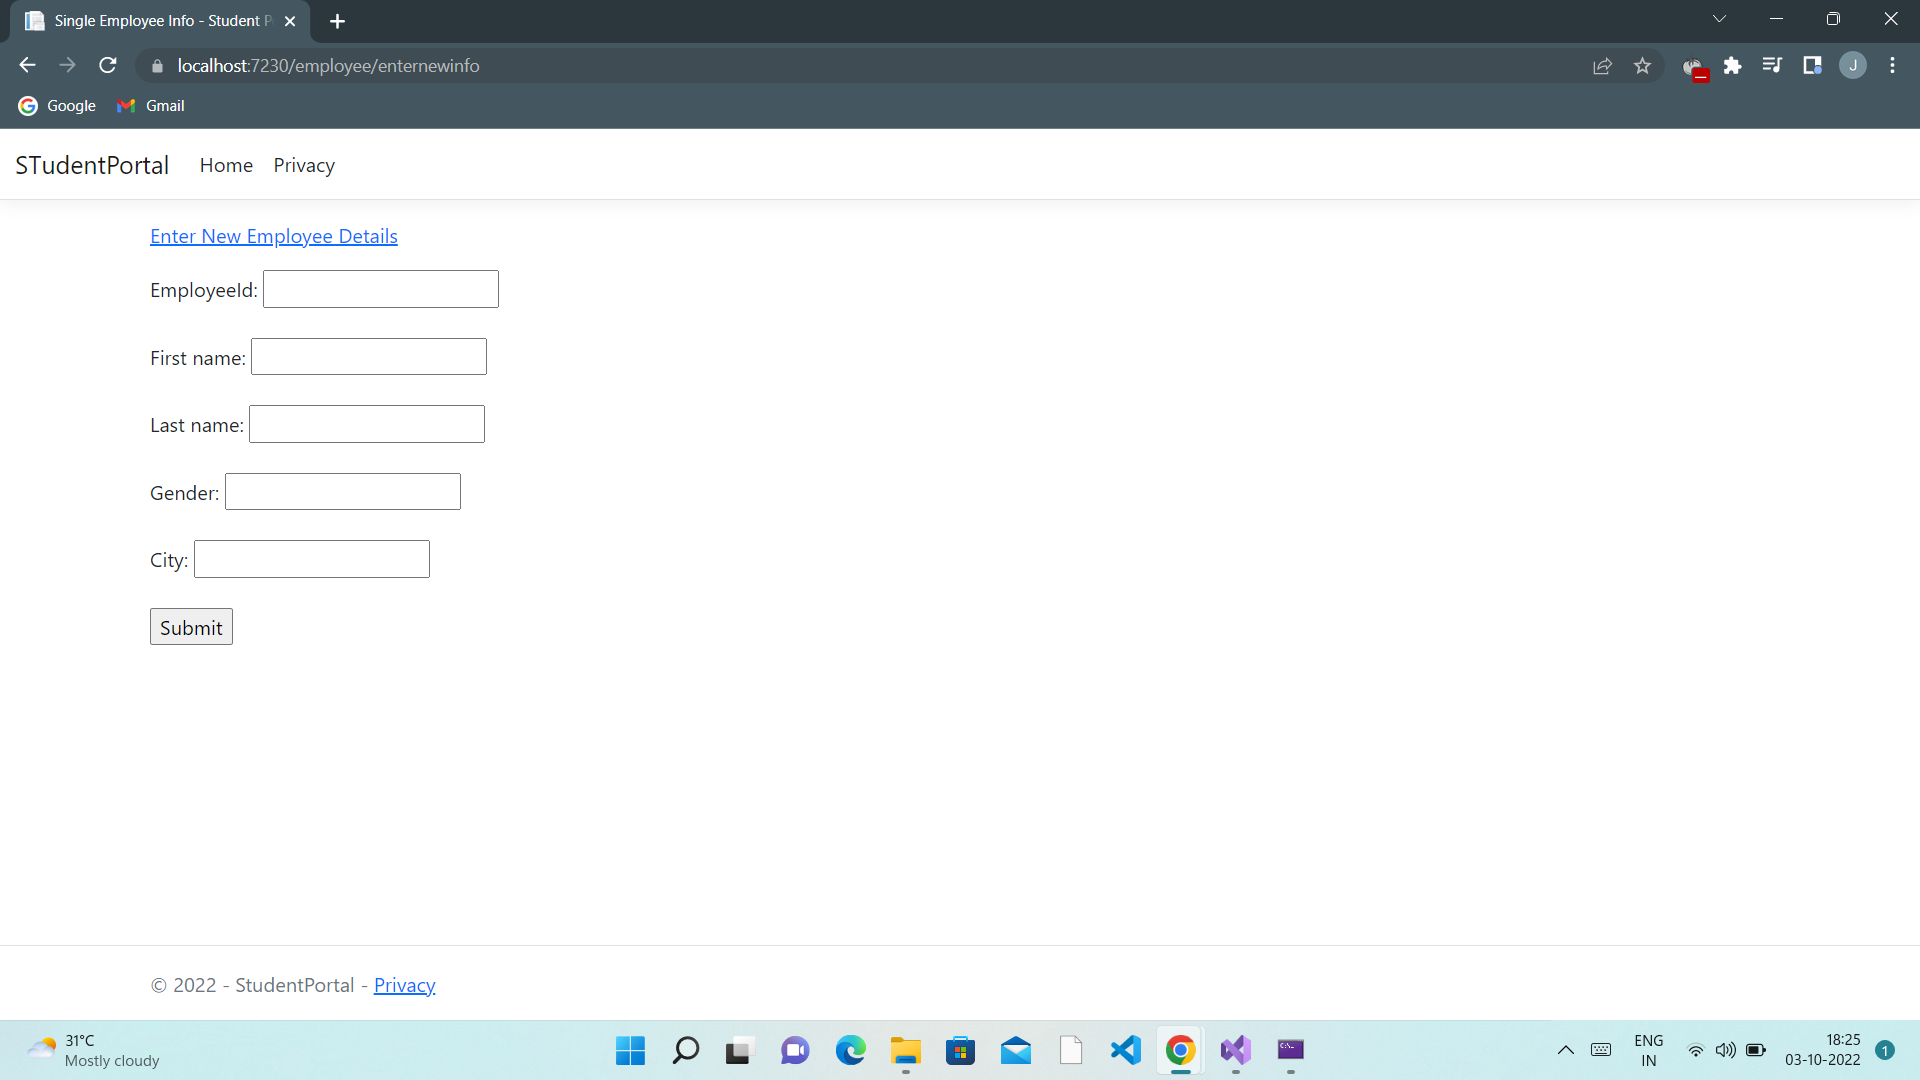 Single Employee Info - Student P
localhost:7230/employee/enternewinfo
J
Google Gmail
STudentPortal Home Privacy
Enter New Employee Details
EmployeeId:
First name:
Last name:
Gender:
City:
Submit
© 2022 - StudentPortal - Privacy
31°C
Mostly cloudy
ENG
IN
18:25
03-10-2022
1